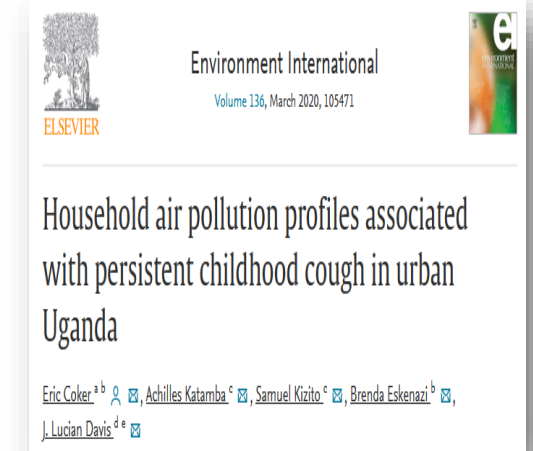 Environment International
Volume 136, March 2020, 105471
ELSEVIER
Household air pollution profiles associated
with persistent childhood cough in urban
Uganda
Eric Coker a b, Achilles Katamba c, Samuel Kizito c, Brenda Eskenazi b,
J. Lucian Davis d e